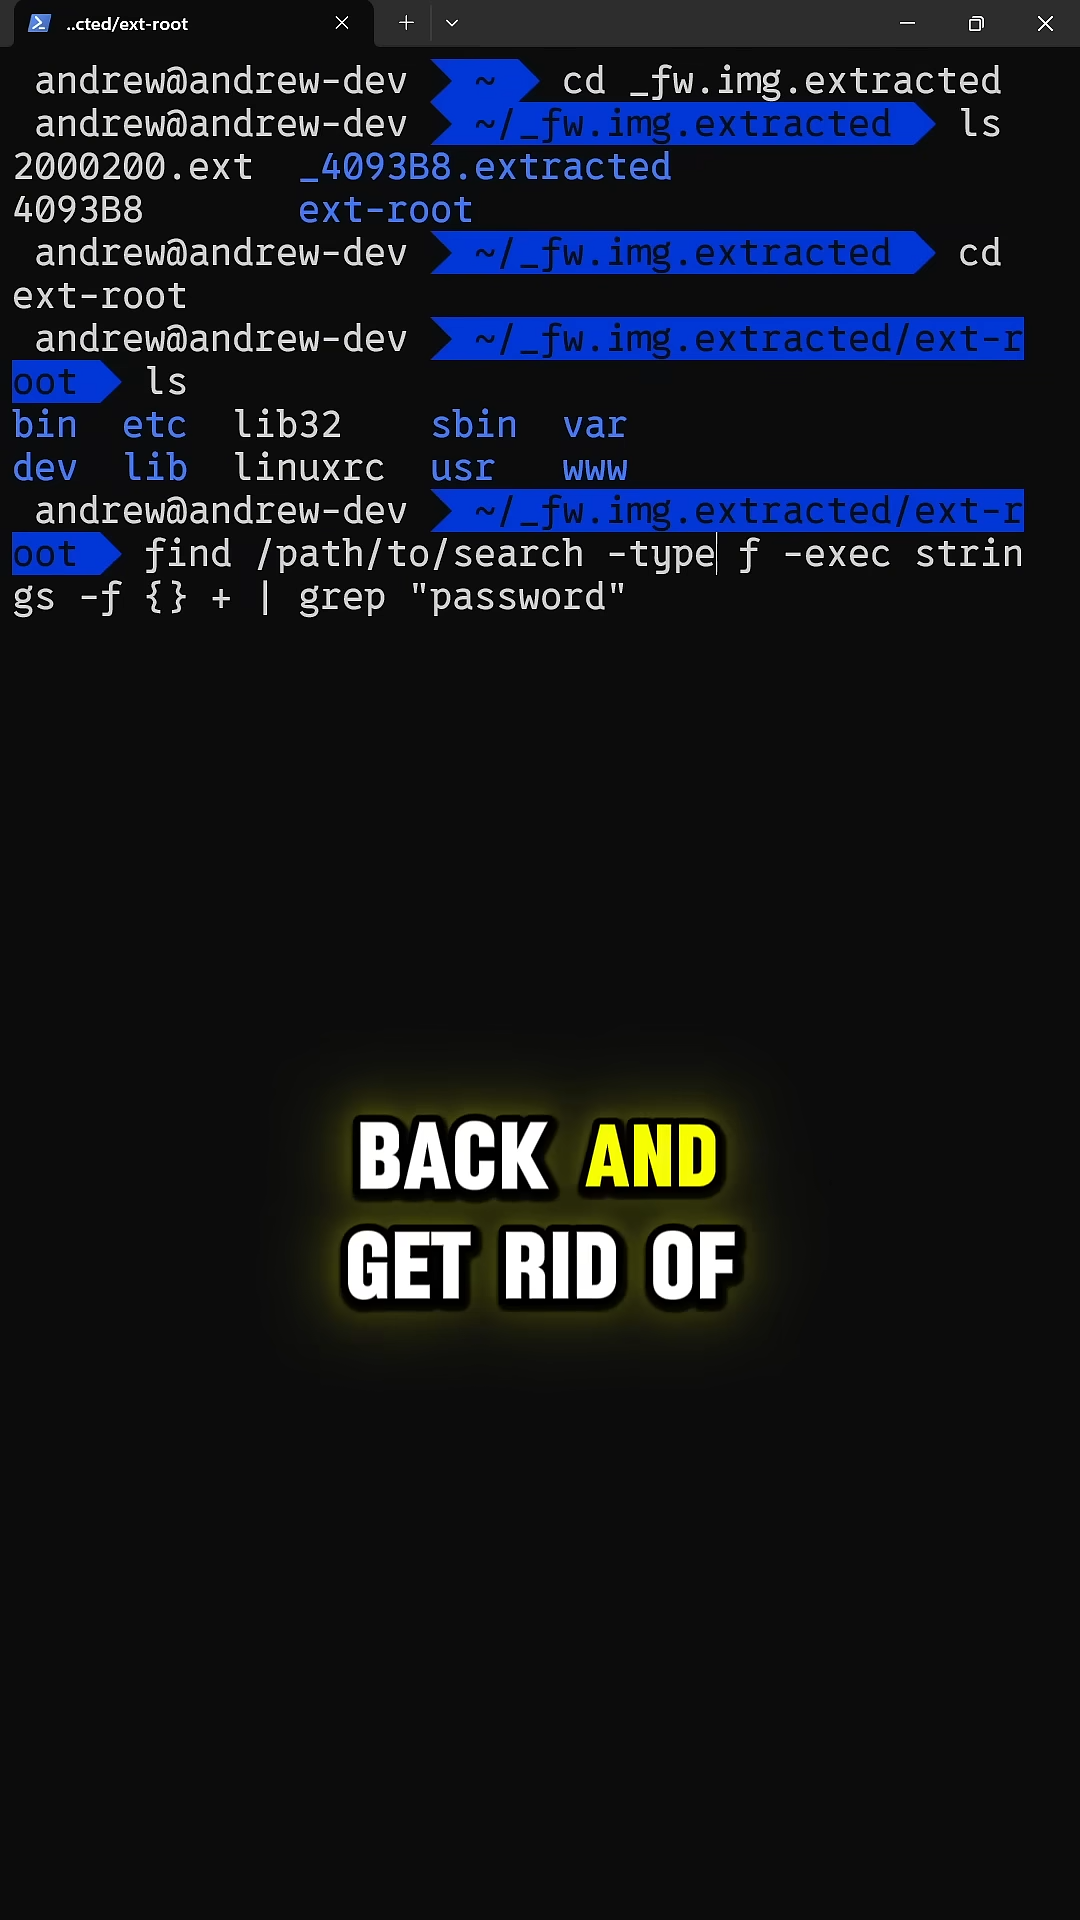 ..cted/ext-root
andrew@andrew-dev ~ cd _fw.img.extracted
andrew@andrew-dev ~/_fw.img.extracted ls
2000200.ext _4093B8.extracted
4093B8 ext-root
andrew@andrew-dev ~/_fw.img.extracted cd
ext-root
andrew@andrew-dev ~/_fw.img.extracted/ext-r
oot ls
bin etc lib32 sbin var
dev lib linuxrc usr www
andrew@andrew-dev ~/_fw.img.extracted/ext-r
oot find /path/to/search -type f -exec strin
gs -f {} + | grep "password"
BACK AND
GET RID OF